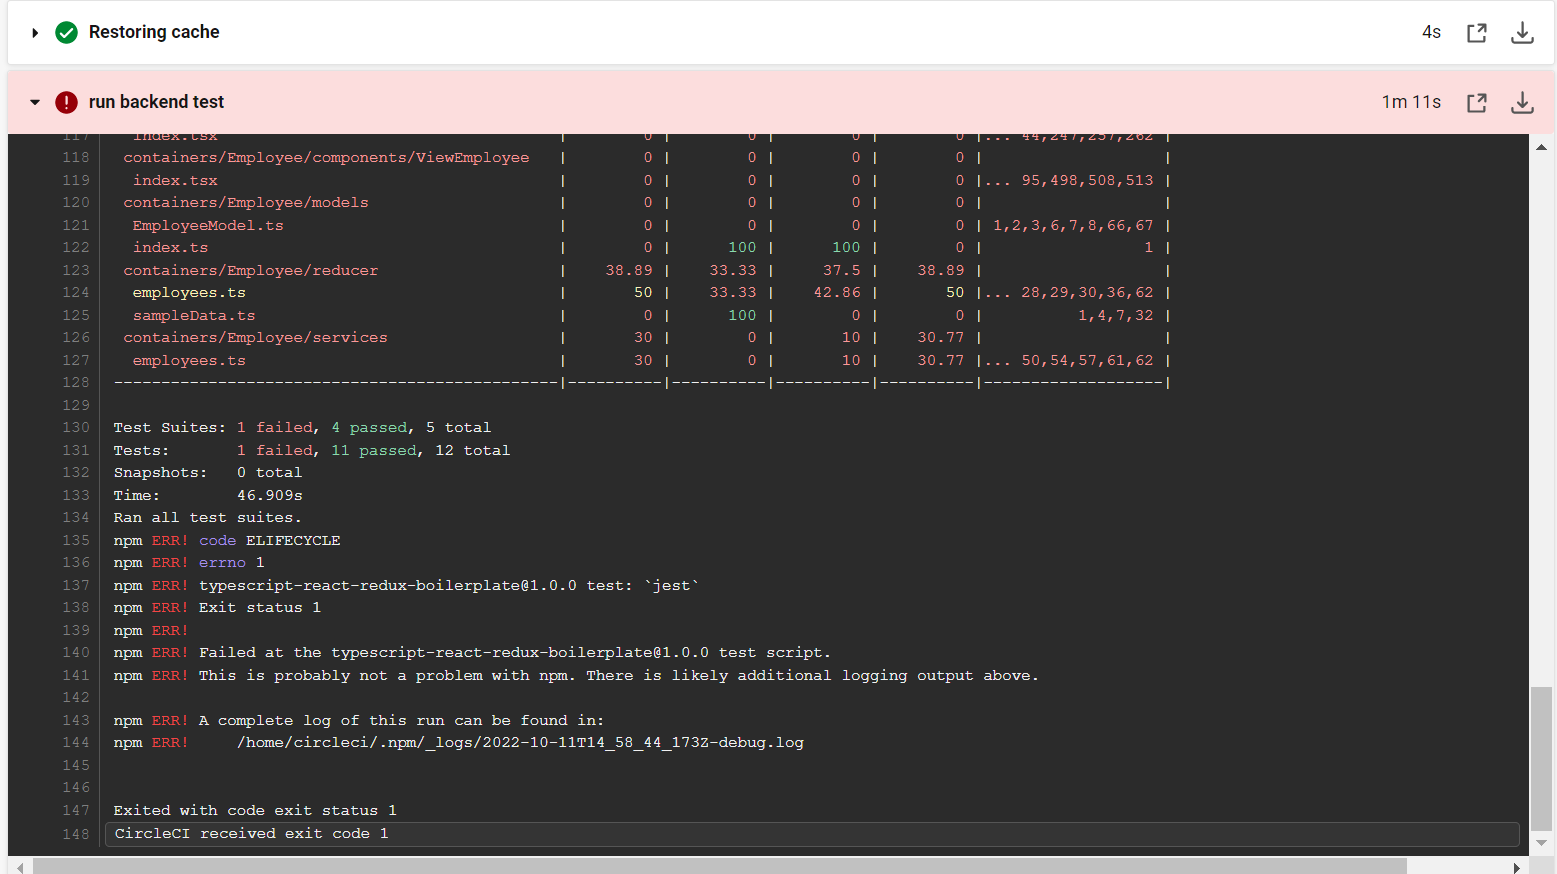 Restoring cache 4s
run backend test 1m 11s
117 index.tsx | 0 | 0 | 0 | 0 |... 44,247,257,262 |
118 containers/Employee/components/ViewEmployee | 0 | 0 | 0 | 0 | |
119 index.tsx | 0 | 0 | 0 | 0 |... 95,498,508,513 |
120 containers/Employee/models | 0 | 0 | 0 | 0 | |
121 EmployeeModel.ts | 0 | 0 | 0 | 0 | 1,2,3,6,7,8,66,67 |
122 index.ts | 0 | 100 | 100 | 0 | 1 |
123 containers/Employee/reducer | 38.89 | 33.33 | 37.5 | 38.89 | |
124 employees.ts | 50 | 33.33 | 42.86 | 50 |... 28,29,30,36,62 |
125 sampleData.ts | 0 | 100 | 0 | 0 | 1,4,7,32 |
126 containers/Employee/services | 30 | 0 | 10 | 30.77 | |
127 employees.ts | 30 | 0 | 10 | 30.77 |... 50,54,57,61,62 |
128 -----------------------------------------------|----------|----------|----------|----------|-------------------|
129
130 Test Suites: 1 failed, 4 passed, 5 total
131 Tests: 1 failed, 11 passed, 12 total
132 Snapshots: 0 total
133 Time: 46.909s
134 Ran all test suites.
135 npm ERR! code ELIFECYCLE
136 npm ERR! errno 1
137 npm ERR! typescript-react-redux-boilerplate@1.0.0 test: `jest`
138 npm ERR! Exit status 1
139 npm ERR!
140 npm ERR! Failed at the typescript-react-redux-boilerplate@1.0.0 test script.
141 npm ERR! This is probably not a problem with npm. There is likely additional logging output above.
142
143 npm ERR! A complete log of this run can be found in:
144 npm ERR! /home/circleci/.npm/_logs/2022-10-11T14_58_44_173Z-debug.log
145
146
147 Exited with code exit status 1
148 CircleCI received exit code 1